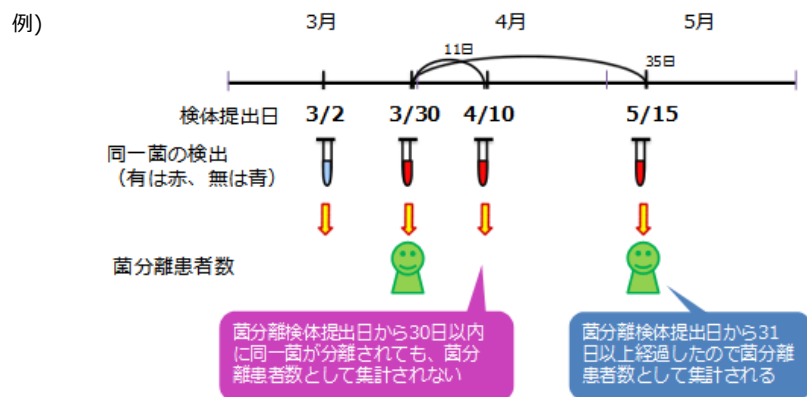 例)
3月 4月 5月
11日
35日
検体提出日 3/2 3/30 4/10 5/15
同一菌の検出
（有は赤、無は青）
菌分離患者数
菌分離検体提出日から30日以内
に同一菌が分離されても、菌分
離患者数として集計されない
菌分離検体提出日から31
日以上経過したので菌分離
患者数として集計される